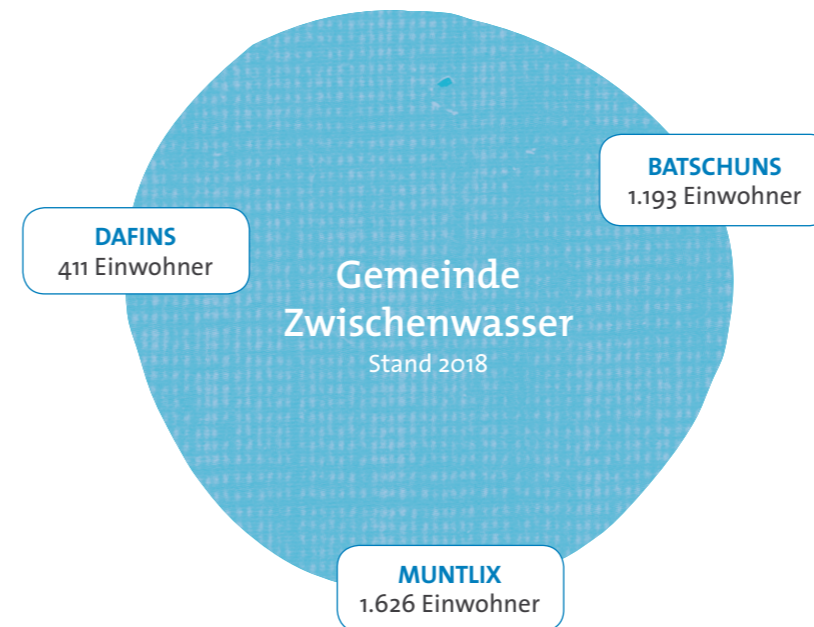 BATSCHUNS
1.193 Einwohner
DAFINS
411 Einwohner
Gemeinde
Zwischenwasser
Stand 2018
MUNTLIX
1.626 Einwohner